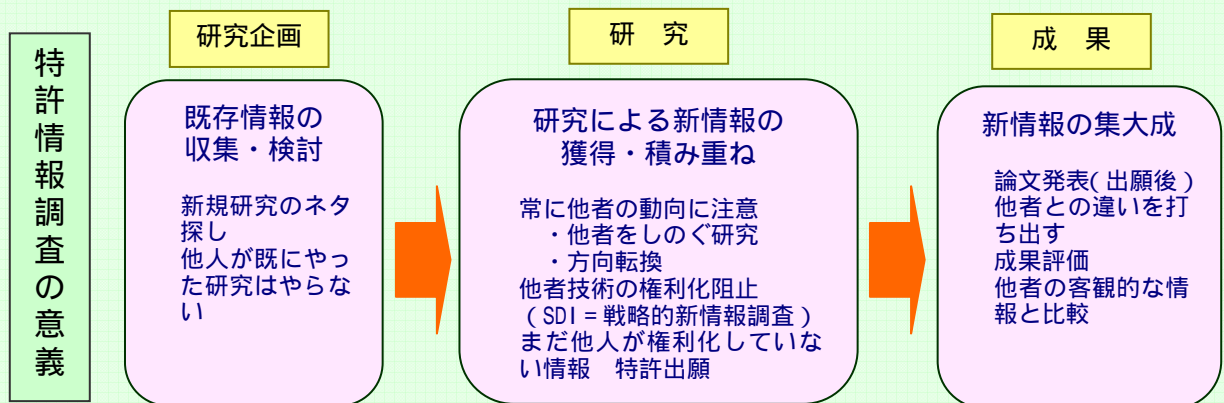 特許情報調査の意義
研究企画
既存情報の
収集・検討
新規研究のネタ
探し
他人が既にやっ
た研究はやらな
い
研　究
研究による新情報の
獲得・積み重ね
常に他者の動向に注意
・他者をしのぐ研究
・方向転換
他者技術の権利化阻止
（SDI＝戦略的新情報調査）
まだ他人が権利化していな
い情報　特許出願
成　果
新情報の集大成
論文発表(出願後)
他者との違いを打
ち出す
成果評価
他者の客観的な情
報と比較